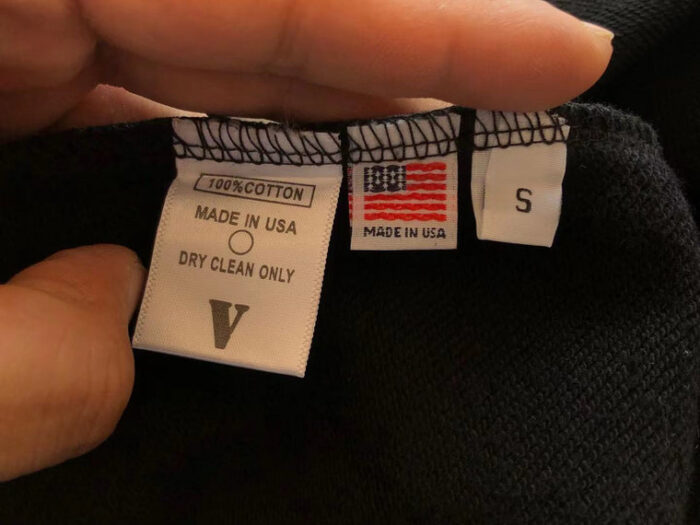 100%COTTON
MADE IN USA
DRY CLEAN ONLY
V
MADE IN USA
S